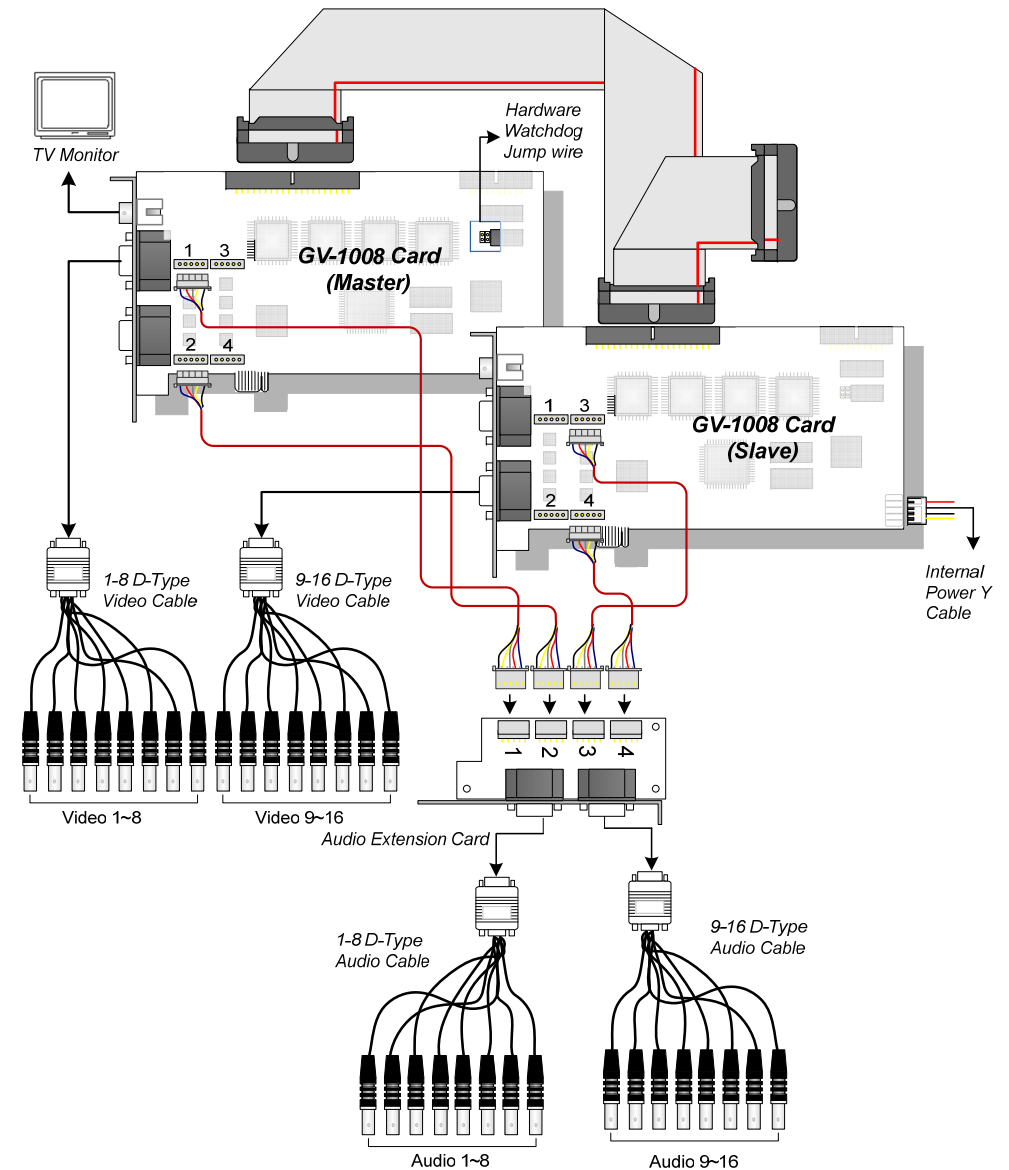 Hardware
Watchdog
Jump wire
TV Monitor
1 3
GV-1008 Card
(Master)
2 4
1 3
GV-1008 Card
(Slave)
2 4
1-8 D-Type
Video Cable
9-16 D-Type
Video Cable
Internal
Power Y
Cable
1 2 3 4
Video 1~8
Video 9~16
Audio Extension Card
1-8 D-Type
Audio Cable
9-16 D-Type
Audio Cable
Audio 1~8
Audio 9~16